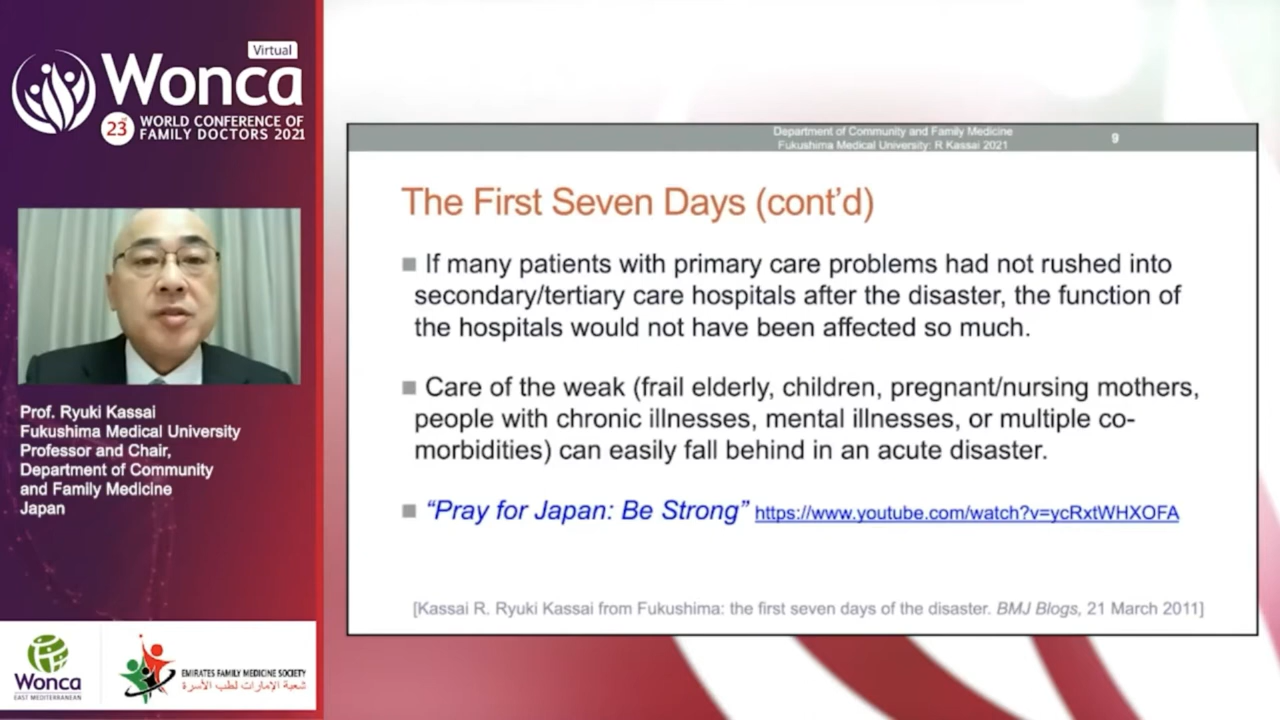 Virtual
Wonca
23rd
WORLD CONFERENCE OF
FAMILY DOCTORS 2021
Prof. Ryuki Kassai
Fukushima Medical University
Professor and Chair,
Department of Community
and Family Medicine
Japan
Wonca
EAST MEDITERRANEAN
EMIRATES FAMILY MEDICINE SOCIETY
شعبة الإمارات لطب الأسرة
Department of Community and Family Medicine
Fukushima Medical University: R Kassai 2021
9
The First Seven Days (cont’d)
If many patients with primary care problems had not rushed into
secondary/tertiary care hospitals after the disaster, the function of
the hospitals would not have been affected so much.
Care of the weak (frail elderly, children, pregnant/nursing mothers,
people with chronic illnesses, mental illnesses, or multiple co-
morbidities) can easily fall behind in an acute disaster.
“Pray for Japan: Be Strong” https://www.youtube.com/watch?v=ycRxtWHXOFA
[Kassai R. Ryuki Kassai from Fukushima: the first seven days of the disaster. BMJ Blogs, 21 March 2011]